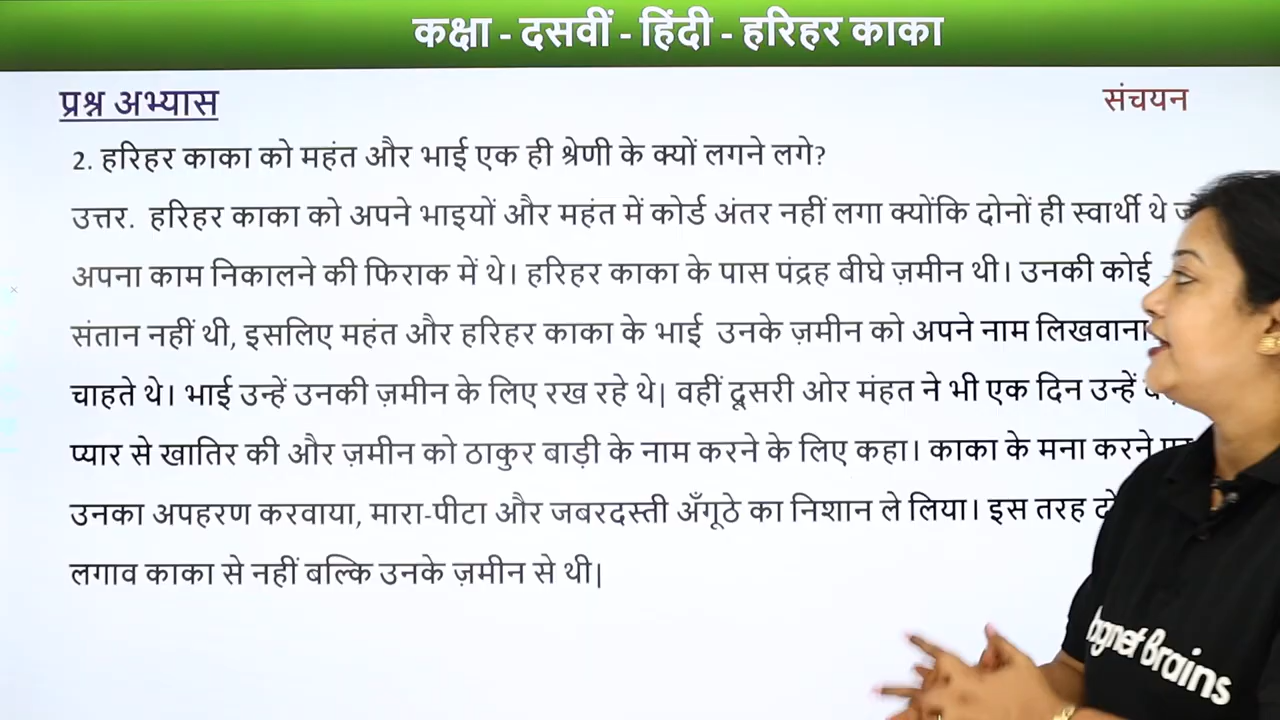 कक्षा - दसवीं - हिंदी - हरिहर काका
प्रश्न अभ्यास
संचयन
2. हरिहर काका को महंत और भाई एक ही श्रेणी के क्यों लगने लगे?
उत्तर. हरिहर काका को अपने भाइयों और महंत में कोर्ड अंतर नहीं लगा क्योंकि दोनों ही स्वार्थी थे
अपना काम निकालने की फिराक में थे। हरिहर काका के पास पंद्रह बीघे ज़मीन थी। उनकी कोई
संतान नहीं थी, इसलिए महंत और हरिहर काका के भाई उनके ज़मीन को अपने नाम लिखवाना
चाहते थे। भाई उन्हें उनकी ज़मीन के लिए रख रहे थे| वहीं दूसरी ओर मंहत ने भी एक दिन उन्हें
प्यार से खातिर की और ज़मीन को ठाकुर बाड़ी के नाम करने के लिए कहा। काका के मना करने
उनका अपहरण करवाया, मारा-पीटा और जबरदस्ती अँगूठे का निशान ले लिया। इस तरह
लगाव काका से नहीं बल्कि उनके ज़मीन से थी|
agnet Brains